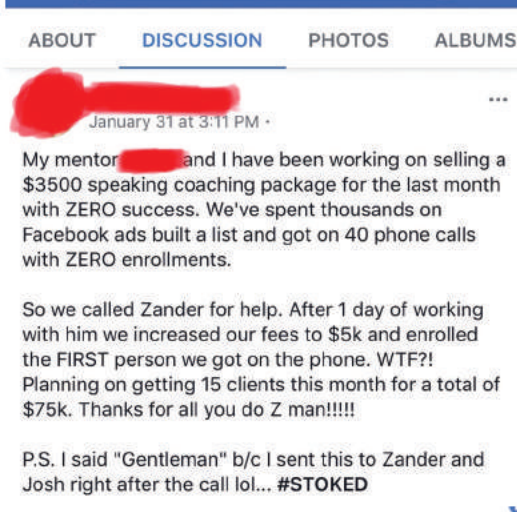 ABOUT DISCUSSION PHOTOS ALBUMS
January 31 at 3:11 PM ·
My mentor and I have been working on selling a
$3500 speaking coaching package for the last month
with ZERO success. We've spent thousands on
Facebook ads built a list and got on 40 phone calls
with ZERO enrollments.
So we called Zander for help. After 1 day of working
with him we increased our fees to $5k and enrolled
the FIRST person we got on the phone. WTF?!
Planning on getting 15 clients this month for a total of
$75k. Thanks for all you do Z man!!!!!
P.S. I said "Gentleman" b/c I sent this to Zander and
Josh right after the call lol... #STOKED